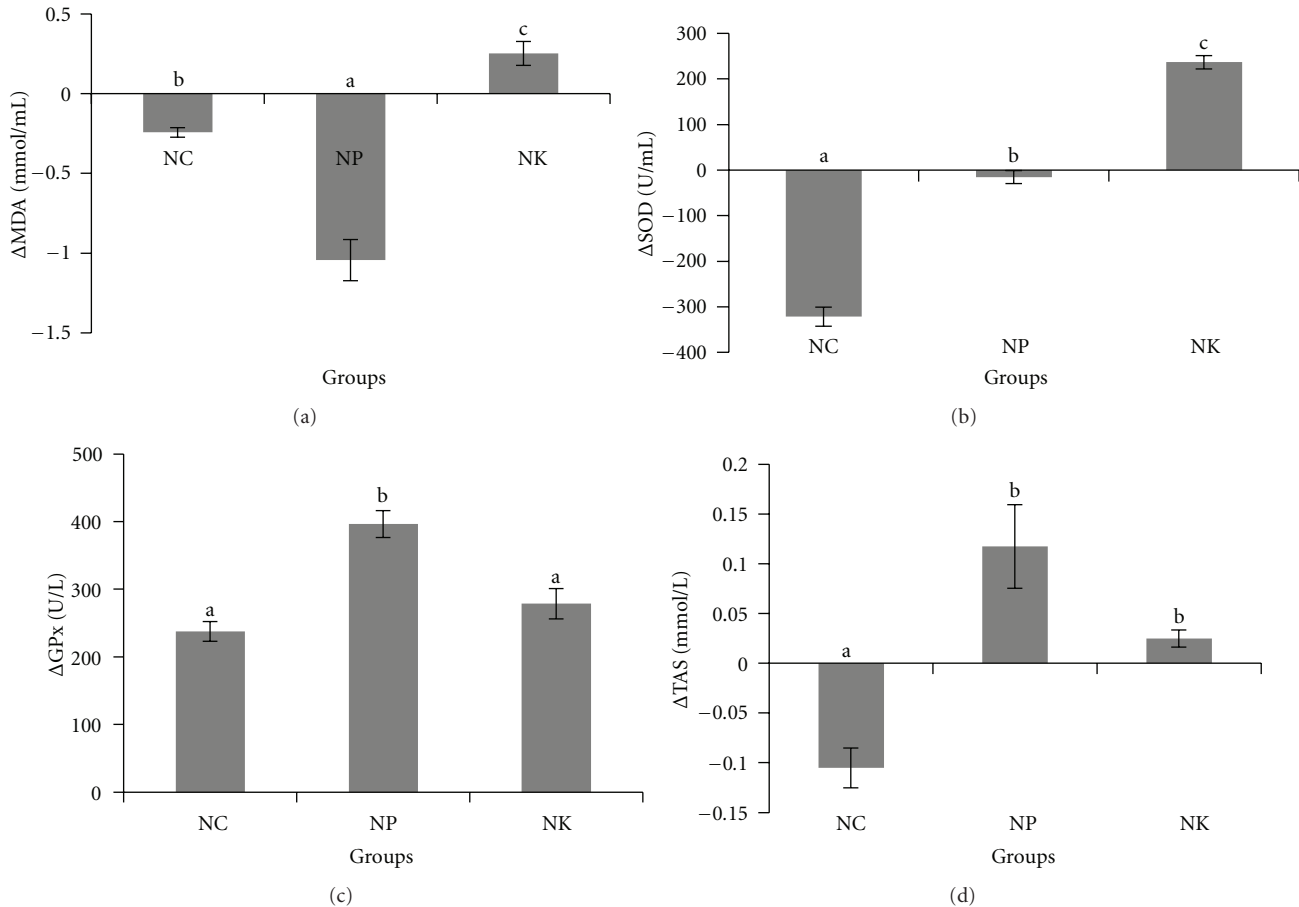 0.5
0
−0.5
−1
−1.5
ΔMDA (mmol/mL)
b
a
c
NC
NP
NK
Groups
(a)
300
200
100
0
−100
−200
−300
−400
ΔSOD (U/mL)
a
b
c
NC
NP
NK
Groups
(b)
500
400
300
200
100
0
ΔGPx (U/L)
a
b
a
NC
NP
NK
Groups
(c)
0.2
0.15
0.1
0.05
0
−0.05
−0.1
−0.15
ΔTAS (mmol/L)
a
b
b
NC
NP
NK
Groups
(d)